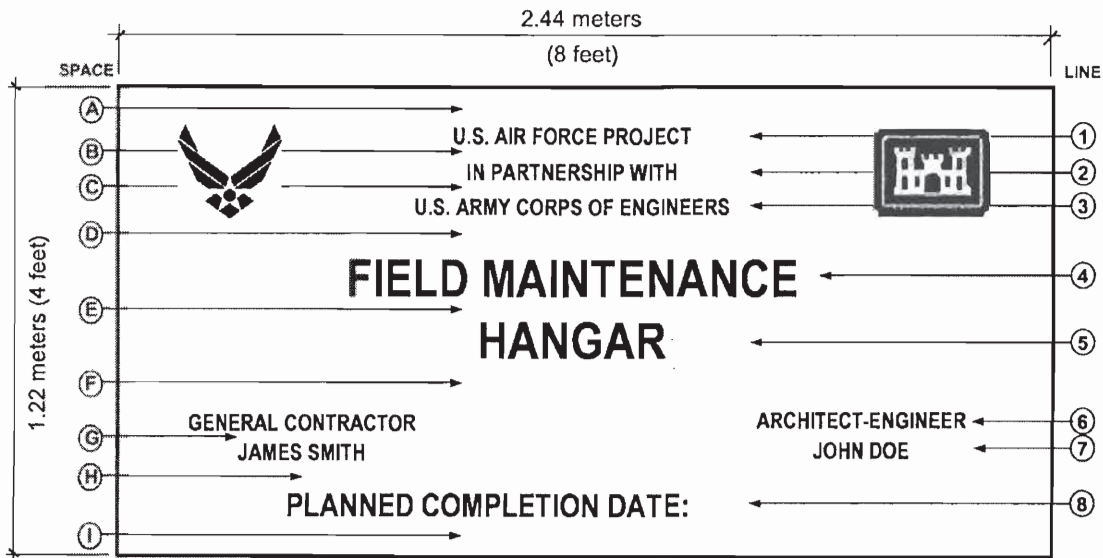 2.44 meters
(8 feet)
SPACE
LINE
1.22 meters (4 feet)
A
U.S. AIR FORCE PROJECT
1
B
IN PARTNERSHIP WITH
2
C
U.S. ARMY CORPS OF ENGINEERS
3
D
FIELD MAINTENANCE
4
E
HANGAR
5
F
GENERAL CONTRACTOR
ARCHITECT-ENGINEER
6
G
JAMES SMITH
JOHN DOE
7
H
PLANNED COMPLETION DATE:
8
I